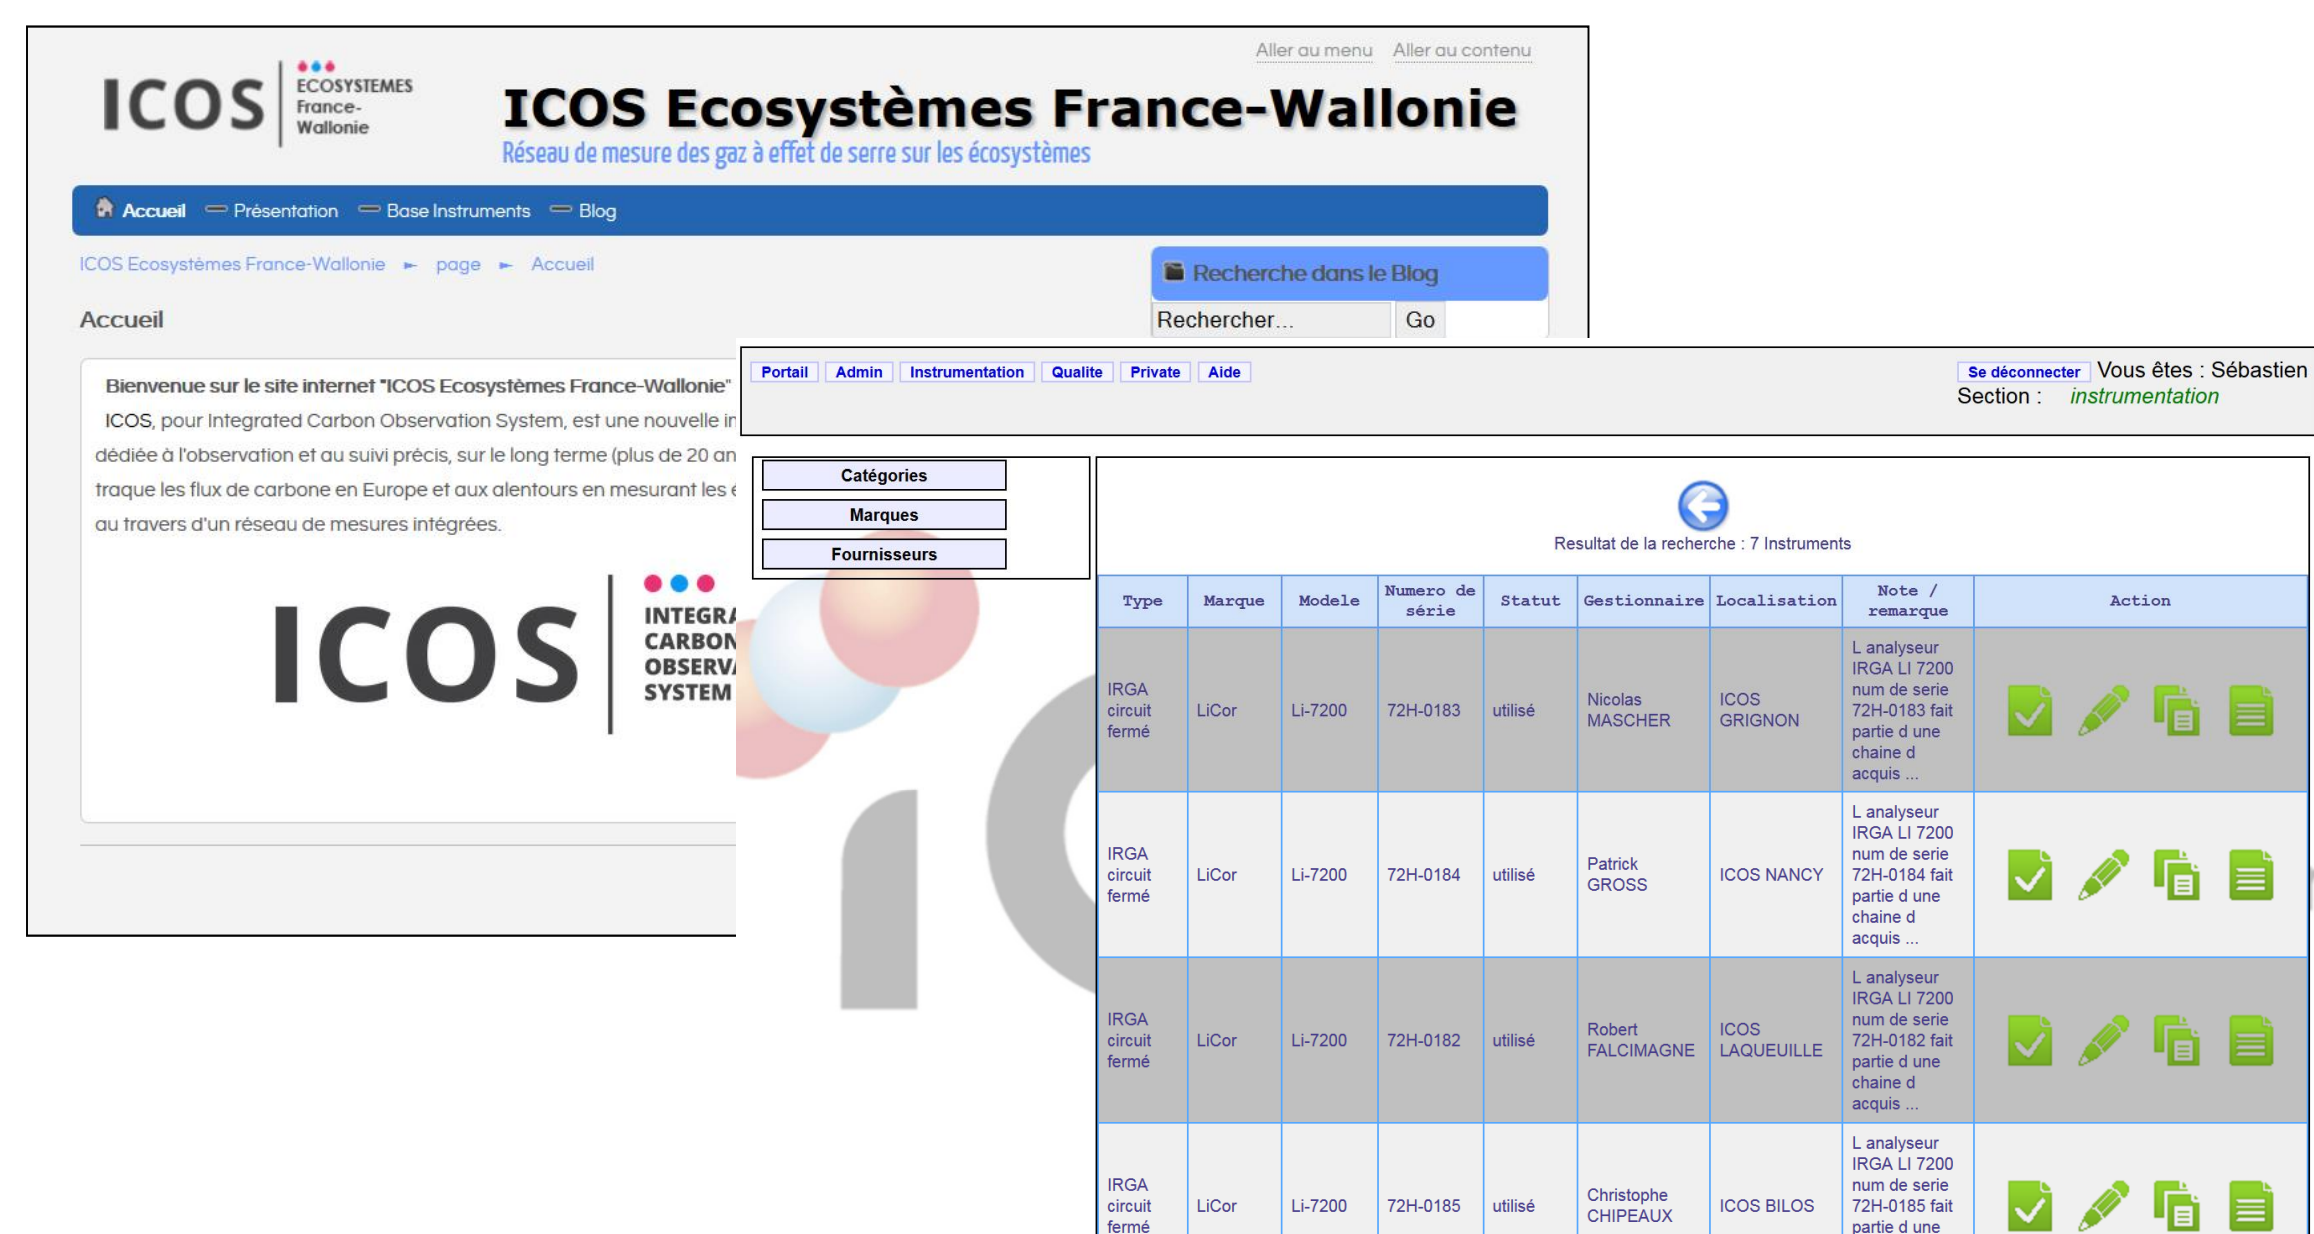 Aller au menu Aller au contenu
ICOS
ECOSYSTEMES
France-
Wallonie
ICOS Ecosystèmes France-Wallonie
Réseau de mesure des gaz à effet de serre sur les écosystèmes
Accueil Présentation Base Instruments Blog
ICOS Ecosystèmes France-Wallonie ► page ► Accueil
Recherche dans le Blog
Rechercher... Go
Accueil
Bienvenue sur le site internet "ICOS Ecosystèmes France-Wallonie"
ICOS, pour Integrated Carbon Observation System, est une nouvelle
dédiée à l'observation et au suivi précis, sur le long terme (plus de 20
traque les flux de carbone en Europe et aux alentours en mesurant les
au travers d'un réseau de mesures intégrées.
ICOS
INTEGRA
CARBON
OBSERVA
SYSTEM
Portail Admin Instrumentation Qualite Private Aide
Se déconnecter Vous êtes : Sébastien
Section : instrumentation
Catégories
Marques
Fournisseurs
Resultat de la recherche : 7 Instruments
Type Marque Modele Numero de série Statut Gestionnaire Localisation Note / remarque Action
IRGA circuit fermé LiCor Li-7200 72H-0183 utilisé Nicolas MASCHER ICOS GRIGNON L analyseur IRGA LI 7200 num de serie 72H-0183 fait partie d une chaine d acquis ...
IRGA circuit fermé LiCor Li-7200 72H-0184 utilisé Patrick GROSS ICOS NANCY L analyseur IRGA LI 7200 num de serie 72H-0184 fait partie d une chaine d acquis ...
IRGA circuit fermé LiCor Li-7200 72H-0182 utilisé Robert FALCIMAGNE ICOS LAQUEUILLE L analyseur IRGA LI 7200 num de serie 72H-0182 fait partie d une chaine d acquis ...
IRGA circuit fermé LiCor Li-7200 72H-0185 utilisé Christophe CHIPEAUX ICOS BILOS L analyseur IRGA LI 7200 num de serie 72H-0185 fait partie d une